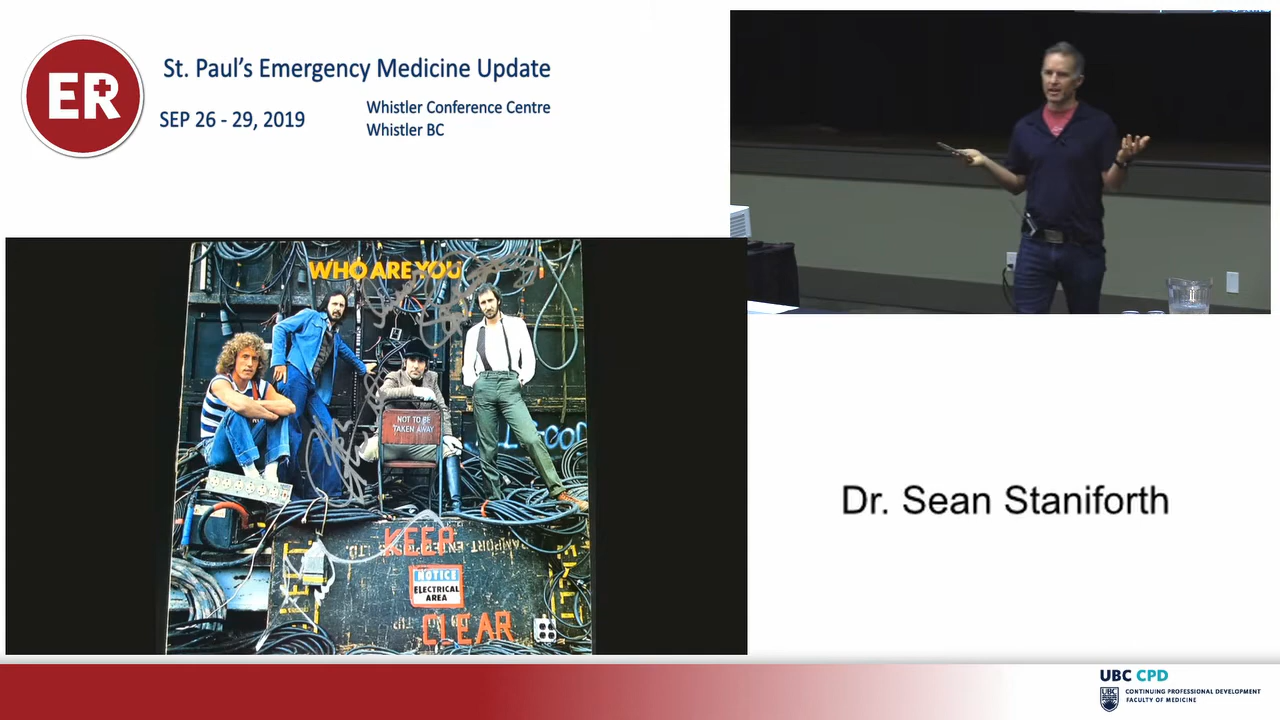 ER
St. Paul's Emergency Medicine Update
SEP 26 - 29, 2019
Whistler Conference Centre
Whistler BC
WHO ARE YOU
NOT TO BE
TAKEN AWAY
KEEP
NOTICE
ELECTRICAL
AREA
CLEAR
Dr. Sean Staniforth
UBC CPD
CONTINUING PROFESSIONAL DEVELOPMENT
FACULTY OF MEDICINE